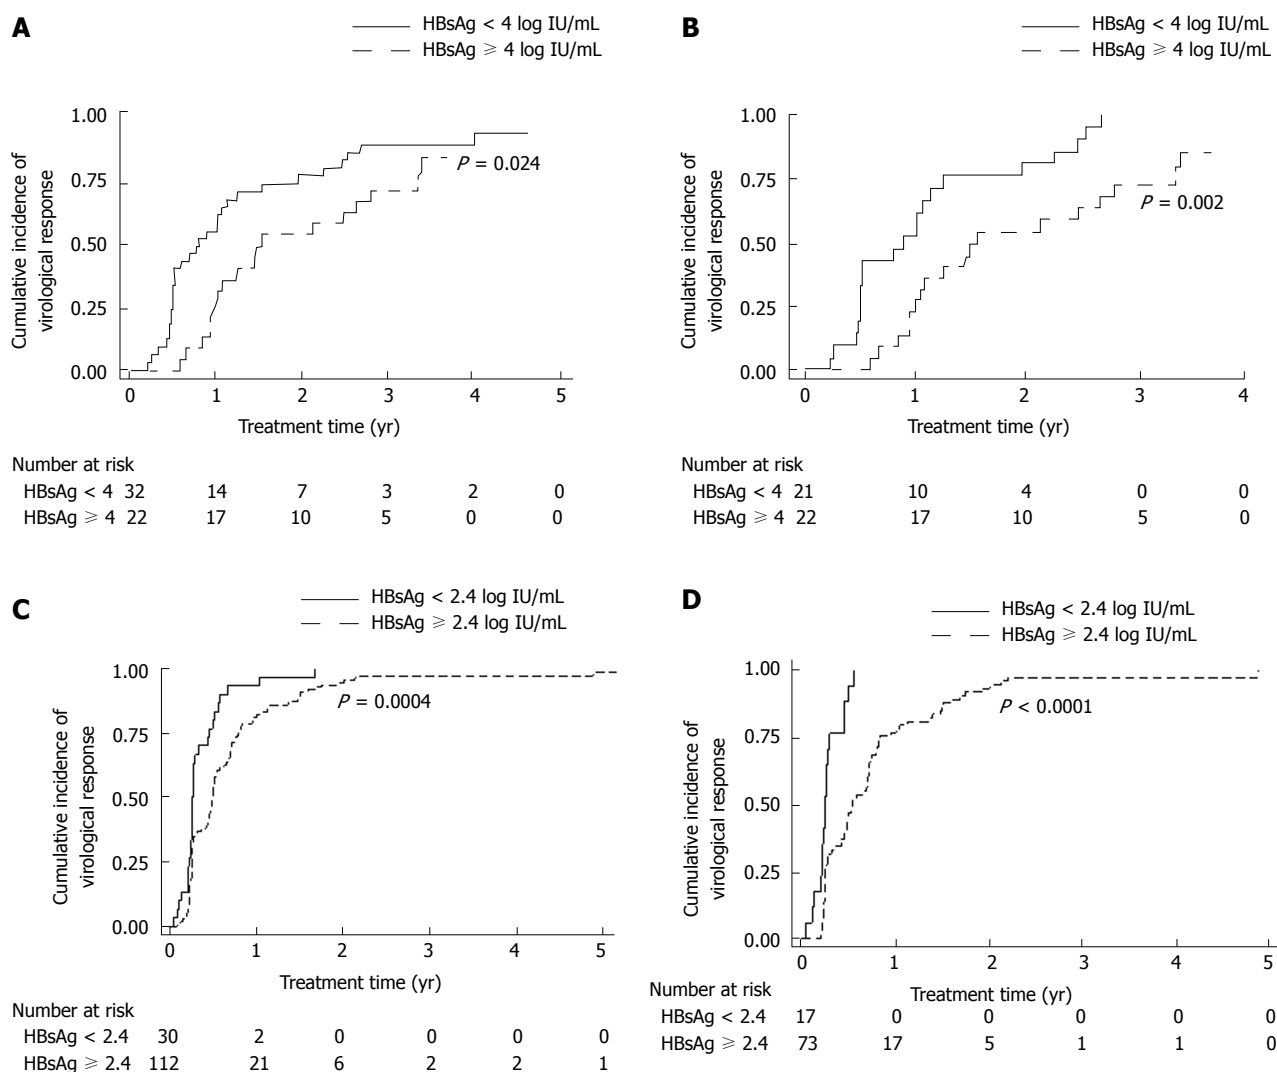 A
HBsAg < 4 log IU/mL
HBsAg ⩾ 4 log IU/mL
Cumulative incidence of
virological response
1.00
0.75
0.50
0.25
0.00
P = 0.024
0 1 2 3 4 5
Treatment time (yr)
Number at risk
HBsAg < 4 32 14 7 3 2 0
HBsAg ⩾ 4 22 17 10 5 0 0
B
HBsAg < 4 log IU/mL
HBsAg ⩾ 4 log IU/mL
Cumulative incidence of
virological response
1.00
0.75
0.50
0.25
0.00
P = 0.002
0 1 2 3 4
Treatment time (yr)
Number at risk
HBsAg < 4 21 10 4 0 0
HBsAg ⩾ 4 22 17 10 5 0
C
HBsAg < 2.4 log IU/mL
HBsAg ⩾ 2.4 log IU/mL
Cumulative incidence of
virological response
1.00
0.75
0.50
0.25
0.00
P = 0.0004
0 1 2 3 4 5
Treatment time (yr)
Number at risk
HBsAg < 2.4 30 2 0 0 0 0
HBsAg ⩾ 2.4 112 21 6 2 2 1
D
HBsAg < 2.4 log IU/mL
HBsAg ⩾ 2.4 log IU/mL
Cumulative incidence of
virological response
1.00
0.75
0.50
0.25
0.00
P < 0.0001
0 1 2 3 4 5
Treatment time (yr)
Number at risk
HBsAg < 2.4 17 0 0 0 0 0
HBsAg ⩾ 2.4 73 17 5 1 1 0